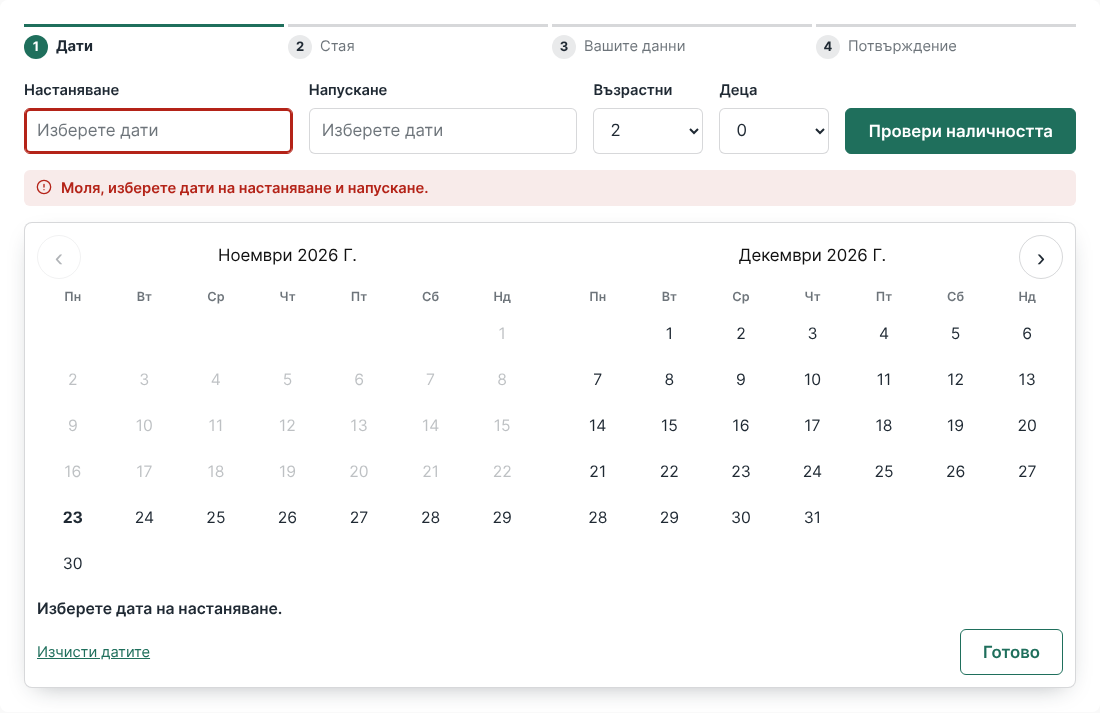 1 Дати 2 Стая 3 Вашите данни 4 Потвърждение
Настаняване Напускане Възрастни Деца
Изберете дати Изберете дати 2 0 Провери наличността
Моля, изберете дати на настаняване и напускане.
‹ Ноември 2026 Г. Декември 2026 Г. ›
Пн Вт Ср Чт Пт Сб Нд Пн Вт Ср Чт Пт Сб Нд
1 1 2 3 4 5 6
2 3 4 5 6 7 8 7 8 9 10 11 12 13
9 10 11 12 13 14 15 14 15 16 17 18 19 20
16 17 18 19 20 21 22 21 22 23 24 25 26 27
23 24 25 26 27 28 29 28 29 30 31
30
Изберете дата на настаняване.
Изчисти датите Готово